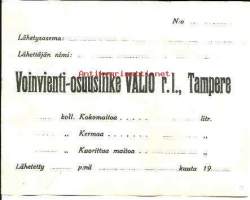 N:o
Lähetysasema:
Lähettäjän nimi:
Voinvienti-osuusliike VALIO r. l., Tampere
koll. Kokomaitoa litr.
„ Kermaa „
„ Kuorittua maitoa „
Lähetetty p:nä kuuta 19